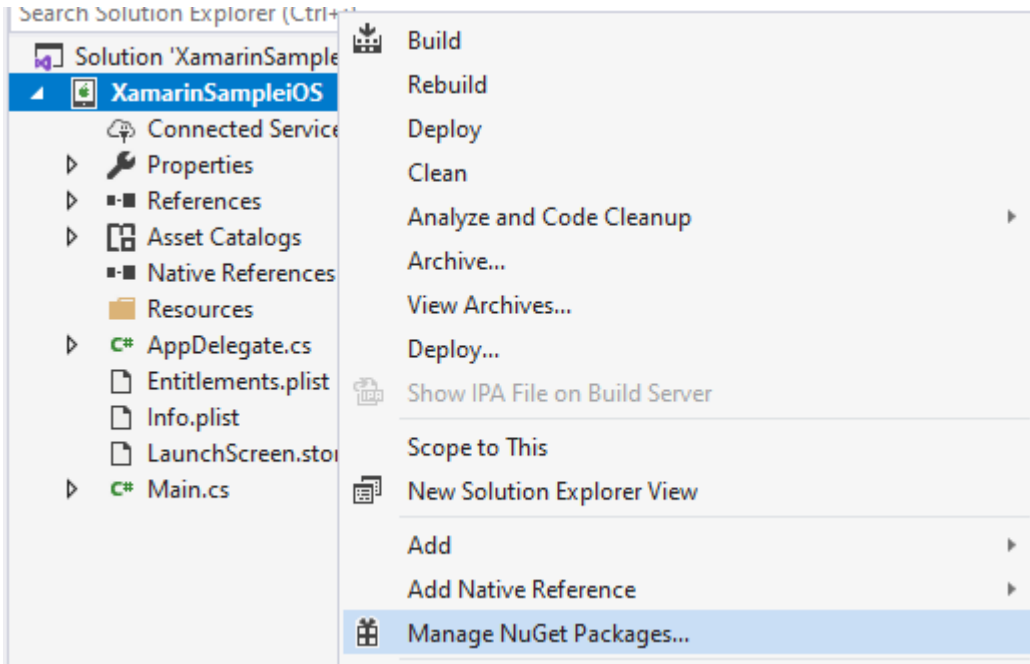 Search Solution Explorer (Ctrl+
Solution 'XamarinSample
XamarinSampleiOS
Connected Service
Properties
References
Asset Catalogs
Native References
Resources
C# AppDelegate.cs
Entitlements.plist
Info.plist
LaunchScreen.stor
C# Main.cs
Build
Rebuild
Deploy
Clean
Analyze and Code Cleanup
Archive...
View Archives...
Deploy...
Show IPA File on Build Server
Scope to This
New Solution Explorer View
Add
Add Native Reference
Manage NuGet Packages...